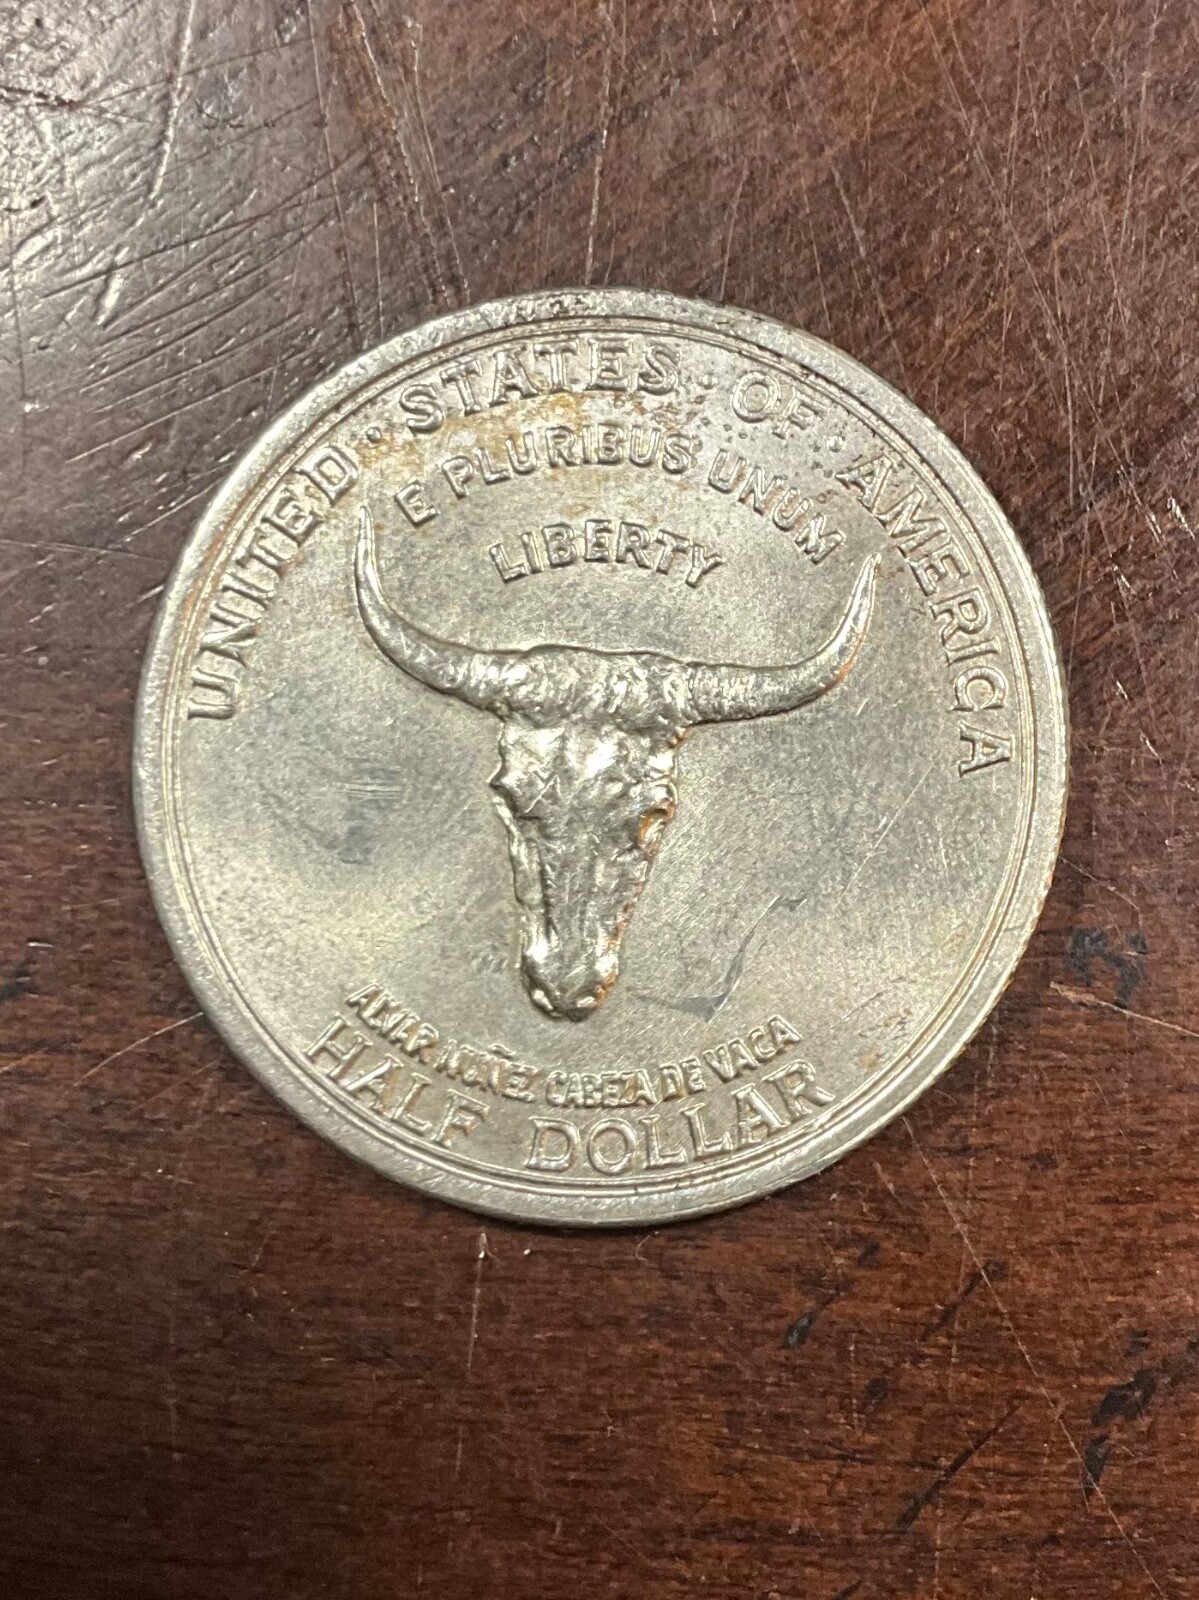 UNITED · STATES · OF · AMERICA
E PLURIBUS UNUM
LIBERTY
ALVAR NUÑEZ CABEZA DE VACA
HALF DOLLAR